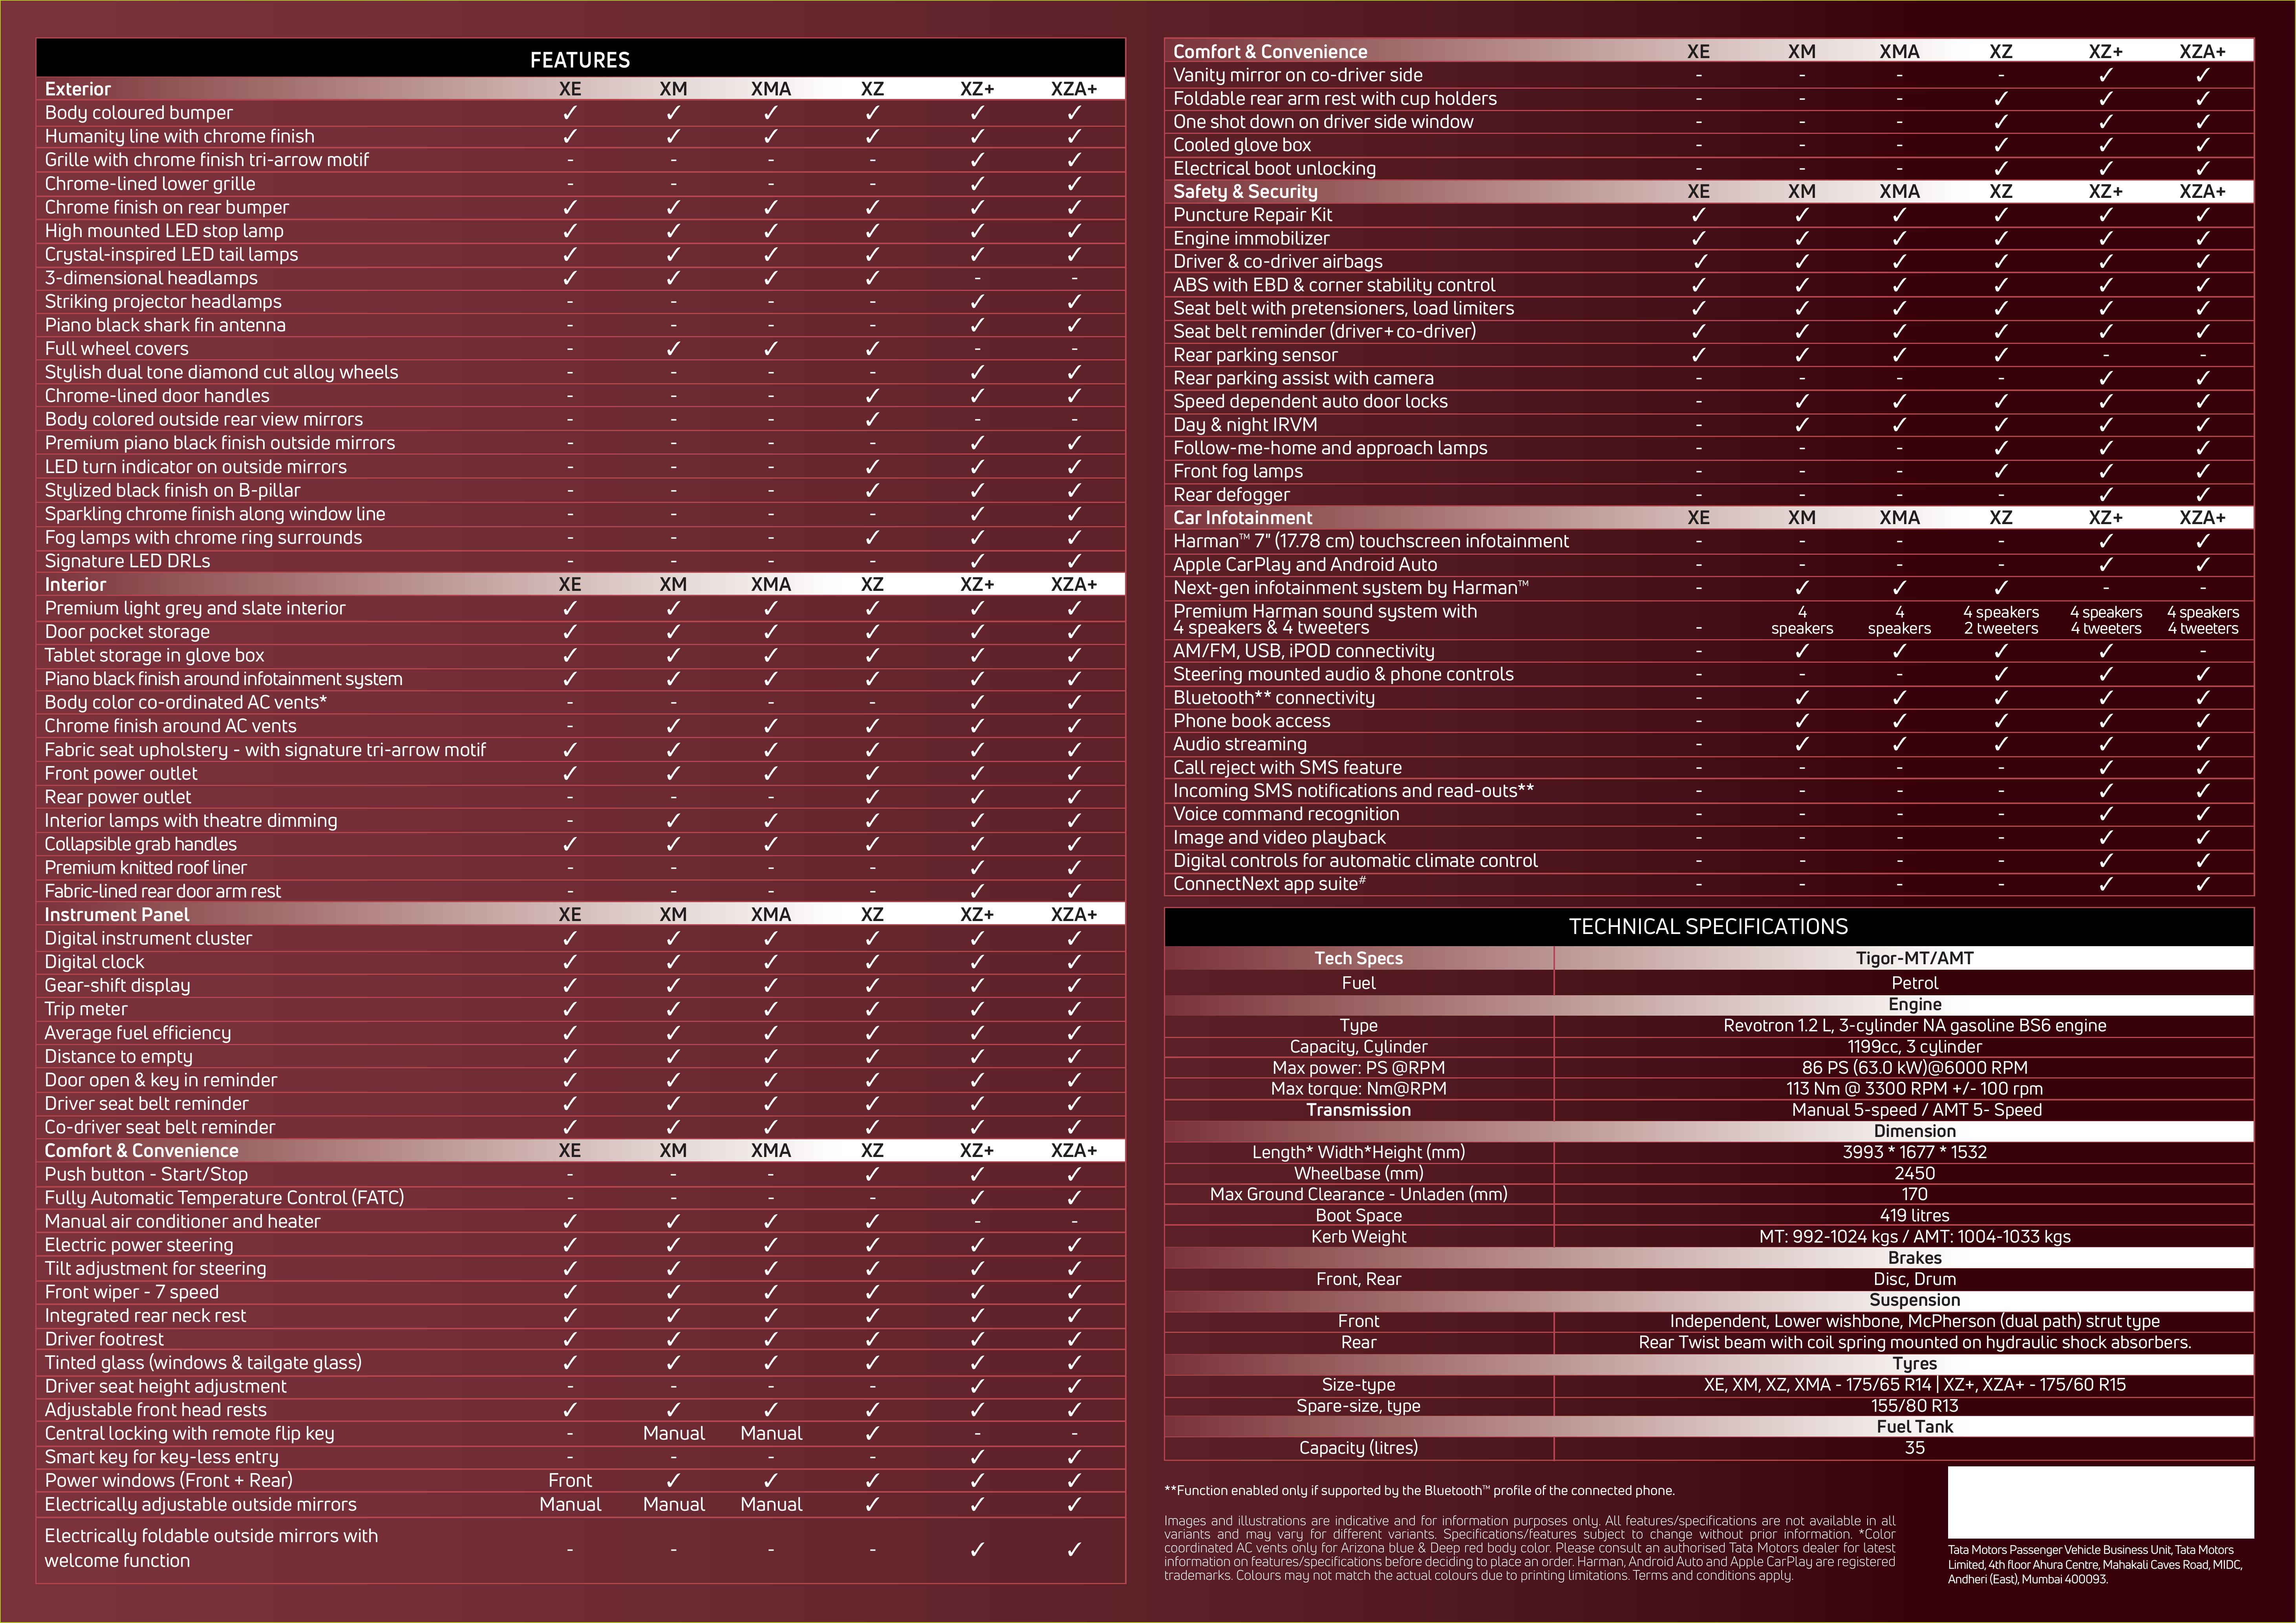 FEATURES
Exterior XE XM XMA XZ XZ+ XZA+
Body coloured bumper ✓ ✓ ✓ ✓ ✓ ✓
Humanity line with chrome finish ✓ ✓ ✓ ✓ ✓ ✓
Grille with chrome finish tri-arrow motif - - - - ✓ ✓
Chrome-lined lower grille - - - - ✓ ✓
Chrome finish on rear bumper ✓ ✓ ✓ ✓ ✓ ✓
High mounted LED stop lamp ✓ ✓ ✓ ✓ ✓ ✓
Crystal-inspired LED tail lamps ✓ ✓ ✓ ✓ ✓ ✓
3-dimensional headlamps ✓ ✓ ✓ ✓ - -
Striking projector headlamps - - - - ✓ ✓
Piano black shark fin antenna - - - - ✓ ✓
Full wheel covers - ✓ ✓ ✓ - -
Stylish dual tone diamond cut alloy wheels - - - - ✓ ✓
Chrome-lined door handles - - - ✓ ✓ ✓
Body colored outside rear view mirrors - - - ✓ - -
Premium piano black finish outside mirrors - - - - ✓ ✓
LED turn indicator on outside mirrors - - - ✓ ✓ ✓
Stylized black finish on B-pillar - - - ✓ ✓ ✓
Sparkling chrome finish along window line - - - - ✓ ✓
Fog lamps with chrome ring surrounds - - - ✓ ✓ ✓
Signature LED DRLs - - - - ✓ ✓
Interior XE XM XMA XZ XZ+ XZA+
Premium light grey and slate interior ✓ ✓ ✓ ✓ ✓ ✓
Door pocket storage ✓ ✓ ✓ ✓ ✓ ✓
Tablet storage in glove box ✓ ✓ ✓ ✓ ✓ ✓
Piano black finish around infotainment system ✓ ✓ ✓ ✓ ✓ ✓
Body color co-ordinated AC vents* - - - - ✓ ✓
Chrome finish around AC vents - ✓ ✓ ✓ ✓ ✓
Fabric seat upholstery - with signature tri-arrow motif ✓ ✓ ✓ ✓ ✓ ✓
Front power outlet ✓ ✓ ✓ ✓ ✓ ✓
Rear power outlet - - - ✓ ✓ ✓
Interior lamps with theatre dimming - ✓ ✓ ✓ ✓ ✓
Collapsible grab handles ✓ ✓ ✓ ✓ ✓ ✓
Premium knitted roof liner - - - - ✓ ✓
Fabric-lined rear door arm rest - - - - ✓ ✓
Instrument Panel XE XM XMA XZ XZ+ XZA+
Digital instrument cluster ✓ ✓ ✓ ✓ ✓ ✓
Digital clock ✓ ✓ ✓ ✓ ✓ ✓
Gear-shift display ✓ ✓ ✓ ✓ ✓ ✓
Trip meter ✓ ✓ ✓ ✓ ✓ ✓
Average fuel efficiency ✓ ✓ ✓ ✓ ✓ ✓
Distance to empty ✓ ✓ ✓ ✓ ✓ ✓
Door open & key in reminder ✓ ✓ ✓ ✓ ✓ ✓
Driver seat belt reminder ✓ ✓ ✓ ✓ ✓ ✓
Co-driver seat belt reminder ✓ ✓ ✓ ✓ ✓ ✓
Comfort & Convenience XE XM XMA XZ XZ+ XZA+
Push button - Start/Stop - - - ✓ ✓ ✓
Fully Automatic Temperature Control (FATC) - - - - ✓ ✓
Manual air conditioner and heater ✓ ✓ ✓ ✓ - -
Electric power steering ✓ ✓ ✓ ✓ ✓ ✓
Tilt adjustment for steering ✓ ✓ ✓ ✓ ✓ ✓
Front wiper - 7 speed ✓ ✓ ✓ ✓ ✓ ✓
Integrated rear neck rest ✓ ✓ ✓ ✓ ✓ ✓
Driver footrest ✓ ✓ ✓ ✓ ✓ ✓
Tinted glass (windows & tailgate glass) ✓ ✓ ✓ ✓ ✓ ✓
Driver seat height adjustment - - - - ✓ ✓
Adjustable front head rests ✓ ✓ ✓ ✓ ✓ ✓
Central locking with remote flip key - Manual Manual ✓ - -
Smart key for key-less entry - - - - ✓ ✓
Power windows (Front + Rear) Front ✓ ✓ ✓ ✓ ✓
Electrically adjustable outside mirrors Manual Manual Manual ✓ ✓ ✓
Electrically foldable outside mirrors with
welcome function - - - - ✓ ✓
Comfort & Convenience XE XM XMA XZ XZ+ XZA+
Vanity mirror on co-driver side - - - - ✓ ✓
Foldable rear arm rest with cup holders - - - ✓ ✓ ✓
One shot down on driver side window - - - ✓ ✓ ✓
Cooled glove box - - - ✓ ✓ ✓
Electrical boot unlocking - - - ✓ ✓ ✓
Safety & Security XE XM XMA XZ XZ+ XZA+
Puncture Repair Kit ✓ ✓ ✓ ✓ ✓ ✓
Engine immobilizer ✓ ✓ ✓ ✓ ✓ ✓
Driver & co-driver airbags ✓ ✓ ✓ ✓ ✓ ✓
ABS with EBD & corner stability control ✓ ✓ ✓ ✓ ✓ ✓
Seat belt with pretensioners, load limiters ✓ ✓ ✓ ✓ ✓ ✓
Seat belt reminder (driver+co-driver) ✓ ✓ ✓ ✓ ✓ ✓
Rear parking sensor ✓ ✓ ✓ ✓ - -
Rear parking assist with camera - - - - ✓ ✓
Speed dependent auto door locks - ✓ ✓ ✓ ✓ ✓
Day & night IRVM - ✓ ✓ ✓ ✓ ✓
Follow-me-home and approach lamps - - - ✓ ✓ ✓
Front fog lamps - - - ✓ ✓ ✓
Rear defogger - - - - ✓ ✓
Car Infotainment XE XM XMA XZ XZ+ XZA+
Harman™ 7" (17.78 cm) touchscreen infotainment - - - - ✓ ✓
Apple CarPlay and Android Auto - - - - ✓ ✓
Next-gen infotainment system by Harman™ - ✓ ✓ ✓ - -
Premium Harman sound system with 4 4 4 speakers 4 speakers 4 speakers
4 speakers & 4 tweeters - speakers speakers 2 tweeters 4 tweeters 4 tweeters
AM/FM, USB, iPOD connectivity - ✓ ✓ ✓ ✓ -
Steering mounted audio & phone controls - - - ✓ ✓ ✓
Bluetooth** connectivity - ✓ ✓ ✓ ✓ ✓
Phone book access - ✓ ✓ ✓ ✓ ✓
Audio streaming - ✓ ✓ ✓ ✓ ✓
Call reject with SMS feature - - - - ✓ ✓
Incoming SMS notifications and read-outs** - - - - ✓ ✓
Voice command recognition - - - - ✓ ✓
Image and video playback - - - - ✓ ✓
Digital controls for automatic climate control - - - - ✓ ✓
ConnectNext app suite# - - - - ✓ ✓
TECHNICAL SPECIFICATIONS
Tech Specs Tigor-MT/AMT
Fuel Petrol
Engine
Type Revotron 1.2 L, 3-cylinder NA gasoline BS6 engine
Capacity, Cylinder 1199cc, 3 cylinder
Max power: PS @RPM 86 PS (63.0 kW)@6000 RPM
Max torque: Nm@RPM 113 Nm @ 3300 RPM +/- 100 rpm
Transmission Manual 5-speed / AMT 5- Speed
Dimension
Length* Width*Height (mm) 3993 * 1677 * 1532
Wheelbase (mm) 2450
Max Ground Clearance - Unladen (mm) 170
Boot Space 419 litres
Kerb Weight MT: 992-1024 kgs / AMT: 1004-1033 kgs
Brakes
Front, Rear Disc, Drum
Suspension
Front Independent, Lower wishbone, McPherson (dual path) strut type
Rear Rear Twist beam with coil spring mounted on hydraulic shock absorbers.
Tyres
Size-type XE, XM, XZ, XMA - 175/65 R14 | XZ+, XZA+ - 175/60 R15
Spare-size, type 155/80 R13
Fuel Tank
Capacity (litres) 35
**Function enabled only if supported by the Bluetooth™ profile of the connected phone.
Images and illustrations are indicative and for information purposes only. All features/specifications are not available in all
variants and may vary for different variants. Specifications/features subject to change without prior information. *Color
coordinated AC vents only for Arizona blue & Deep red body color. Please consult an authorised Tata Motors dealer for latest
information on features/specifications before deciding to place an order. Harman, Android Auto and Apple CarPlay are registered
trademarks. Colours may not match the actual colours due to printing limitations. Terms and conditions apply.
Tata Motors Passenger Vehicle Business Unit, Tata Motors
Limited, 4th floor Ahura Centre, Mahakali Caves Road, MIDC,
Andheri (East), Mumbai 400093.